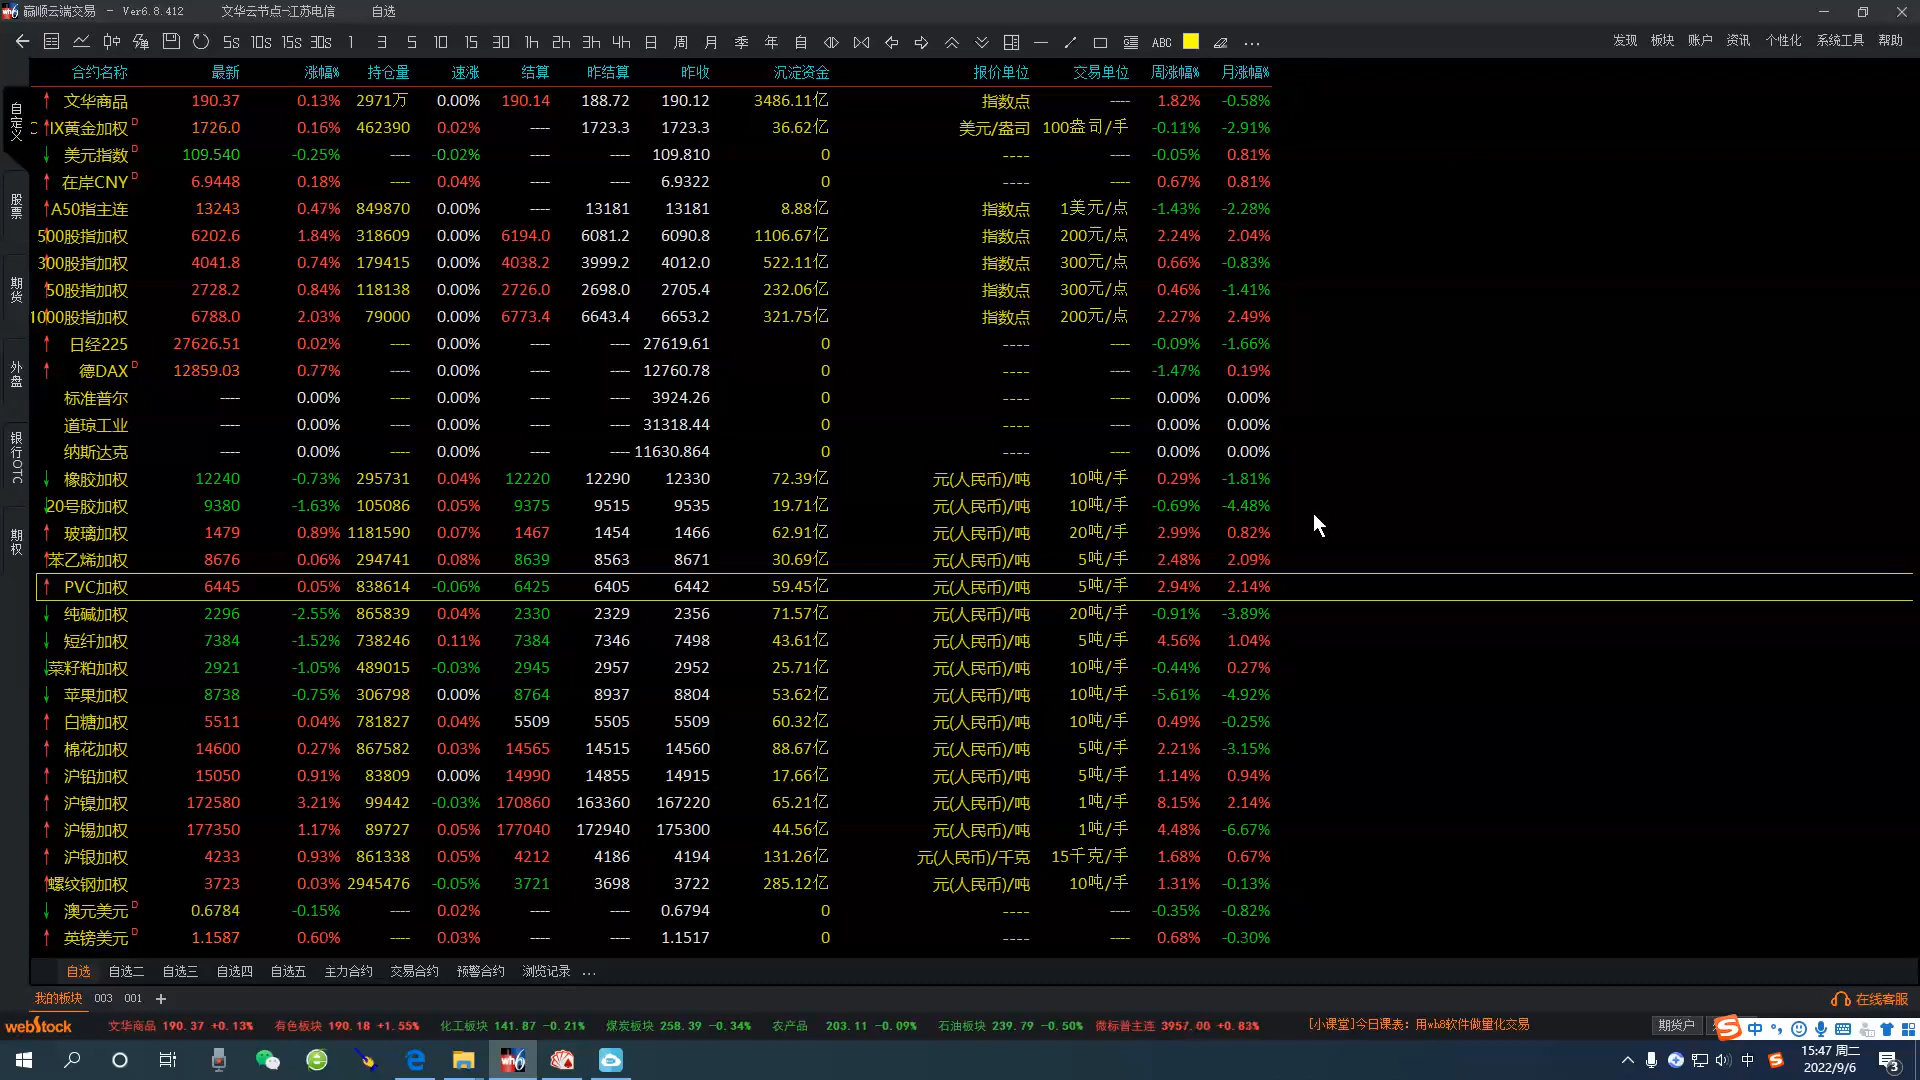 赢顺云端交易 - Ver6.8.412 文华云节点-江苏电信 自选
5s 10s 15s 30s 1 3 5 10 15 30 1h 2h 3h 4h 日 周 月 季 年 自 ABC ... 发现 板块 账户 资讯 个性化 系统工具 帮助
合约名称 最新 涨幅% 持仓量 速涨 结算 昨结算 昨收 沉淀资金 报价单位 交易单位 周涨幅% 月涨幅%
自定义
股票
期货
外盘
银行OTC
期权
文华商品 190.37 0.13% 2971万 0.00% 190.14 188.72 190.12 3486.11亿 指数点 ---- 1.82% -0.58%
IX黄金加权 D 1726.0 0.16% 462390 0.02% ---- 1723.3 1723.3 36.62亿 美元/盎司 100盎司/手 -0.11% -2.91%
美元指数 D 109.540 -0.25% ---- -0.02% ---- ---- 109.810 0 ---- ---- -0.05% 0.81%
在岸CNY D 6.9448 0.18% ---- 0.04% ---- ---- 6.9322 0 ---- ---- 0.67% 0.81%
A50指主连 13243 0.47% 849870 0.00% ---- 13181 13181 8.88亿 指数点 1美元/点 -1.43% -2.28%
500股指加权 6202.6 1.84% 318609 0.00% 6194.0 6081.2 6090.8 1106.67亿 指数点 200元/点 2.24% 2.04%
300股指加权 4041.8 0.74% 179415 0.00% 4038.2 3999.2 4012.0 522.11亿 指数点 300元/点 0.66% -0.83%
50股指加权 2728.2 0.84% 118138 0.00% 2726.0 2698.0 2705.4 232.06亿 指数点 300元/点 0.46% -1.41%
1000股指加权 6788.0 2.03% 79000 0.00% 6773.4 6643.4 6653.2 321.75亿 指数点 200元/点 2.27% 2.49%
日经225 27626.51 0.02% ---- 0.00% ---- ---- 27619.61 0 ---- ---- -0.09% -1.66%
德DAX D 12859.03 0.77% ---- 0.00% ---- ---- 12760.78 0 ---- ---- -1.47% 0.19%
标准普尔 ---- 0.00% ---- 0.00% ---- ---- 3924.26 0 ---- ---- 0.00% 0.00%
道琼工业 ---- 0.00% ---- 0.00% ---- ---- 31318.44 0 ---- ---- 0.00% 0.00%
纳斯达克 ---- 0.00% ---- 0.00% ---- ---- 11630.864 0 ---- ---- 0.00% 0.00%
橡胶加权 12240 -0.73% 295731 0.04% 12220 12290 12330 72.39亿 元(人民币)/吨 10吨/手 0.29% -1.81%
20号胶加权 9380 -1.63% 105086 0.05% 9375 9515 9535 19.71亿 元(人民币)/吨 10吨/手 -0.69% -4.48%
玻璃加权 1479 0.89% 1181590 0.07% 1467 1454 1466 62.91亿 元(人民币)/吨 20吨/手 2.99% 0.82%
苯乙烯加权 8676 0.06% 294741 0.08% 8639 8563 8671 30.69亿 元(人民币)/吨 5吨/手 2.48% 2.09%
PVC加权 6445 0.05% 838614 -0.06% 6425 6405 6442 59.45亿 元(人民币)/吨 5吨/手 2.94% 2.14%
纯碱加权 2296 -2.55% 865839 0.04% 2330 2329 2356 71.57亿 元(人民币)/吨 20吨/手 -0.91% -3.89%
短纤加权 7384 -1.52% 738246 0.11% 7384 7346 7498 43.61亿 元(人民币)/吨 5吨/手 4.56% 1.04%
菜籽粕加权 2921 -1.05% 489015 -0.03% 2945 2957 2952 25.71亿 元(人民币)/吨 10吨/手 -0.44% 0.27%
苹果加权 8738 -0.75% 306798 0.00% 8764 8937 8804 53.62亿 元(人民币)/吨 10吨/手 -5.61% -4.92%
白糖加权 5511 0.04% 781827 0.04% 5509 5505 5509 60.32亿 元(人民币)/吨 10吨/手 0.49% -0.25%
棉花加权 14600 0.27% 867582 0.03% 14565 14515 14560 88.67亿 元(人民币)/吨 5吨/手 2.21% -3.15%
沪铅加权 15050 0.91% 83809 0.00% 14990 14855 14915 17.66亿 元(人民币)/吨 5吨/手 1.14% 0.94%
沪镍加权 172580 3.21% 99442 -0.03% 170860 163360 167220 65.21亿 元(人民币)/吨 1吨/手 8.15% 2.14%
沪锡加权 177350 1.17% 89727 0.05% 177040 172940 175300 44.56亿 元(人民币)/吨 1吨/手 4.48% -6.67%
沪银加权 4233 0.93% 861338 0.05% 4212 4186 4194 131.26亿 元(人民币)/千克 15千克/手 1.68% 0.67%
螺纹钢加权 3723 0.03% 2945476 -0.05% 3721 3698 3722 285.12亿 元(人民币)/吨 10吨/手 1.31% -0.13%
澳元美元 D 0.6784 -0.15% ---- 0.02% ---- ---- 0.6794 0 ---- ---- -0.35% -0.82%
英镑美元 D 1.1587 0.60% ---- 0.03% ---- ---- 1.1517 0 ---- ---- 0.68% -0.30%
自选 自选二 自选三 自选四 自选五 主力合约 交易合约 预警合约 浏览记录 ...
我的板块 003 001 + 在线客服
webstock 文华商品 190.37 +0.13% 有色板块 190.18 +1.55% 化工板块 141.87 -0.21% 煤炭板块 258.39 -0.34% 农产品 203.11 -0.09% 石油板块 239.79 -0.50% 微标普主连 3957.00 +0.83% [小课堂]今日课表：用wh8软件做量化交易 期货户 中
wh6 中 15:47 周二
2022/9/6 3